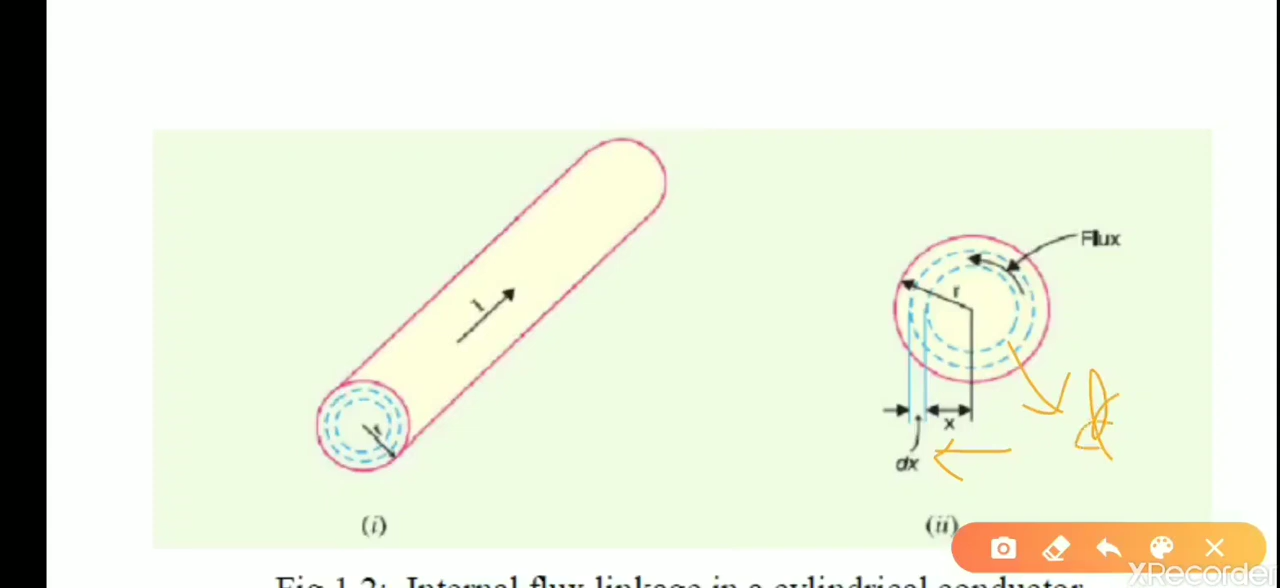 Flux
r
I
x
r
dx
(i)
(ii)
Fig 1.2: Internal flux linkage in a cylindrical conductor
XRecorder